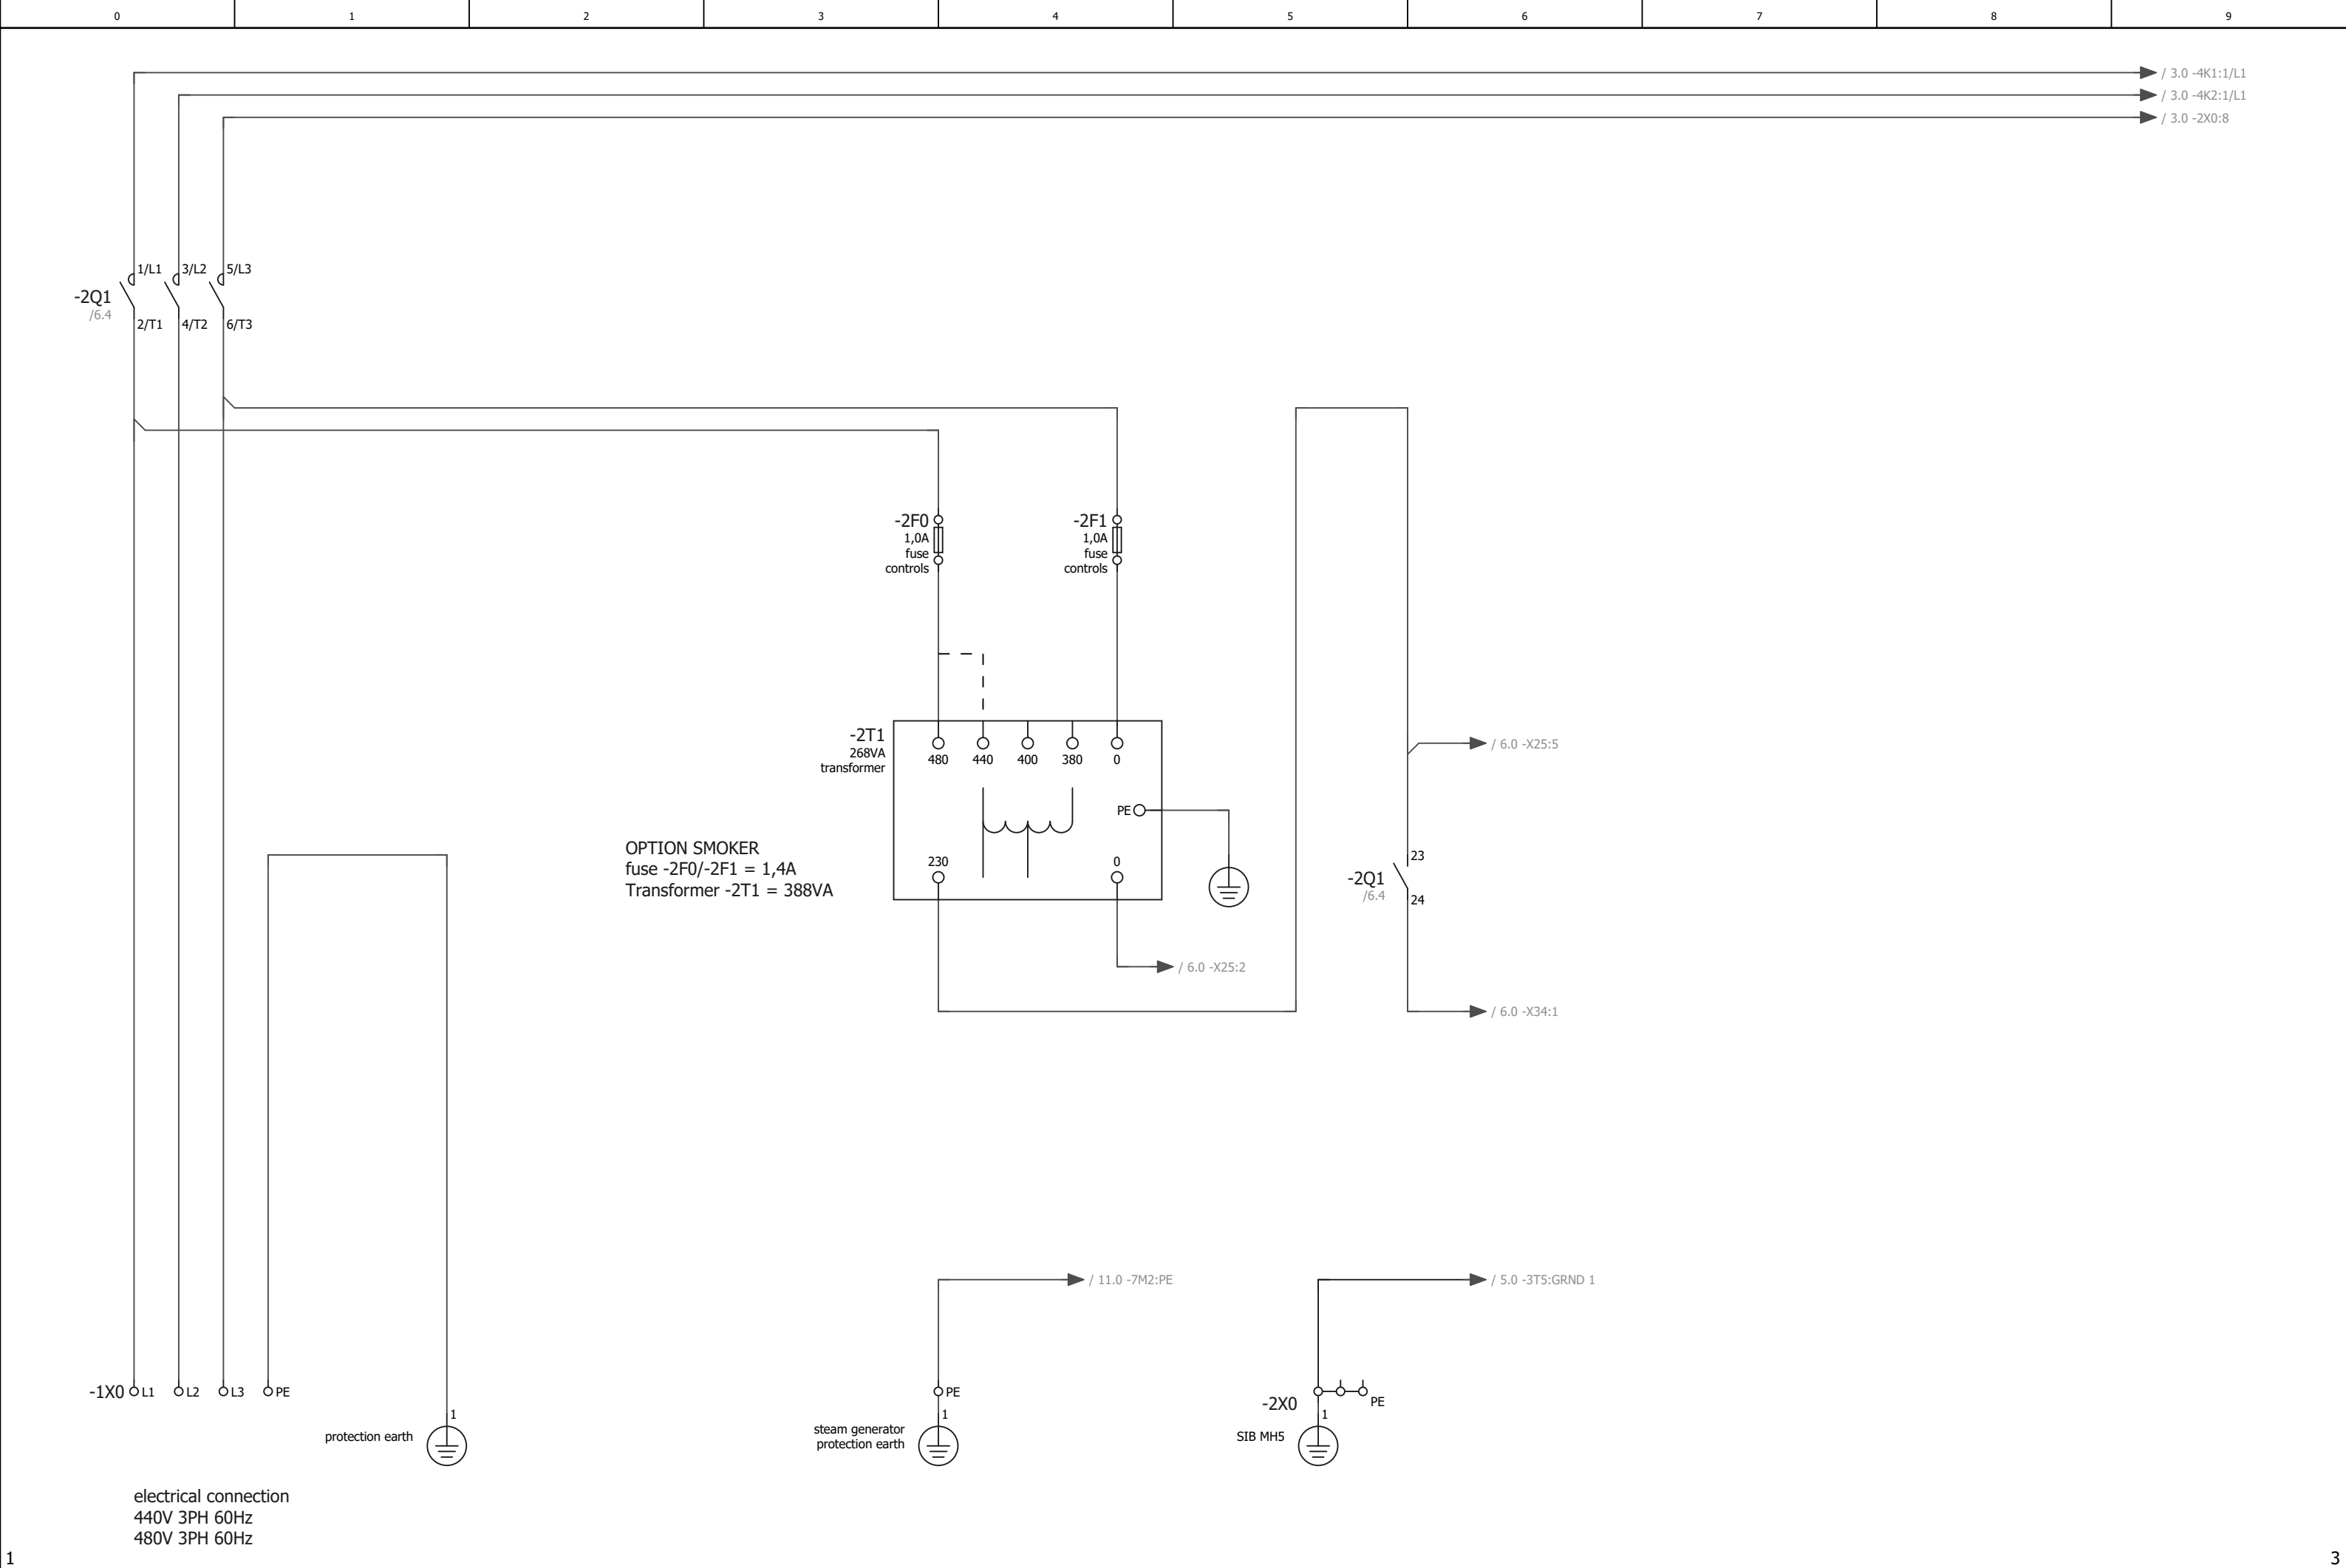 0 1 2 3 4 5 6 7 8 9
/ 3.0 -4K1:1/L1
/ 3.0 -4K2:1/L1
/ 3.0 -2X0:8
1/L1 3/L2 5/L3
-2Q1
/6.4
2/T1 4/T2 6/T3
-2F0
1,0A
fuse
controls
-2F1
1,0A
fuse
controls
-2T1
268VA
transformer
480 440 400 380 0
PE
230 0
/ 6.0 -X25:5
OPTION SMOKER
fuse -2F0/-2F1 = 1,4A
Transformer -2T1 = 388VA
23
-2Q1
/6.4
24
/ 6.0 -X25:2
/ 6.0 -X34:1
/ 11.0 -7M2:PE
/ 5.0 -3T5:GRND 1
-1X0 L1 L2 L3 PE
1
protection earth
PE
1
steam generator
protection earth
-2X0
PE
1
SIB MH5
electrical connection
440V 3PH 60Hz
480V 3PH 60Hz
1
3